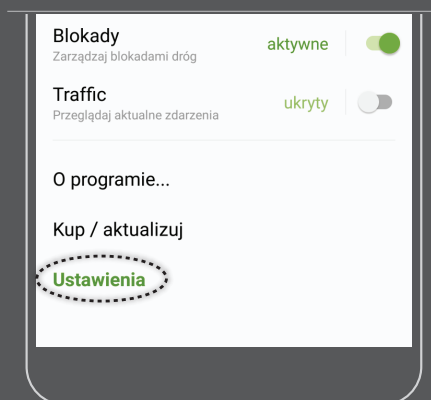 Blokady
aktywne
Zarządzaj blokadami dróg
Traffic
ukryty
Przeglądaj aktualne zdarzenia
O programie...
Kup / aktualizuj
Ustawienia